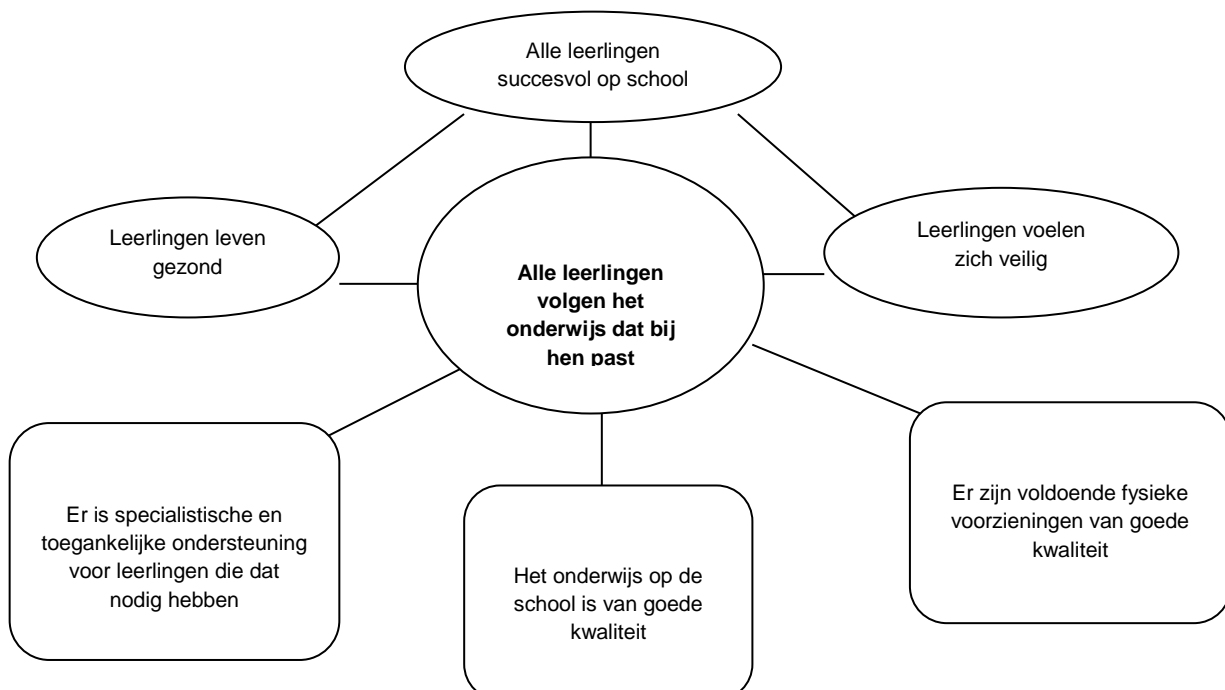 Alle leerlingen
succesvol op school
Leerlingen leven
gezond
Leerlingen voelen
zich veilig
Alle leerlingen
volgen het
onderwijs dat bij
hen past
Er is specialistische en
toegankelijke ondersteuning
voor leerlingen die dat
nodig hebben
Het onderwijs op de
school is van goede
kwaliteit
Er zijn voldoende fysieke
voorzieningen van goede
kwaliteit